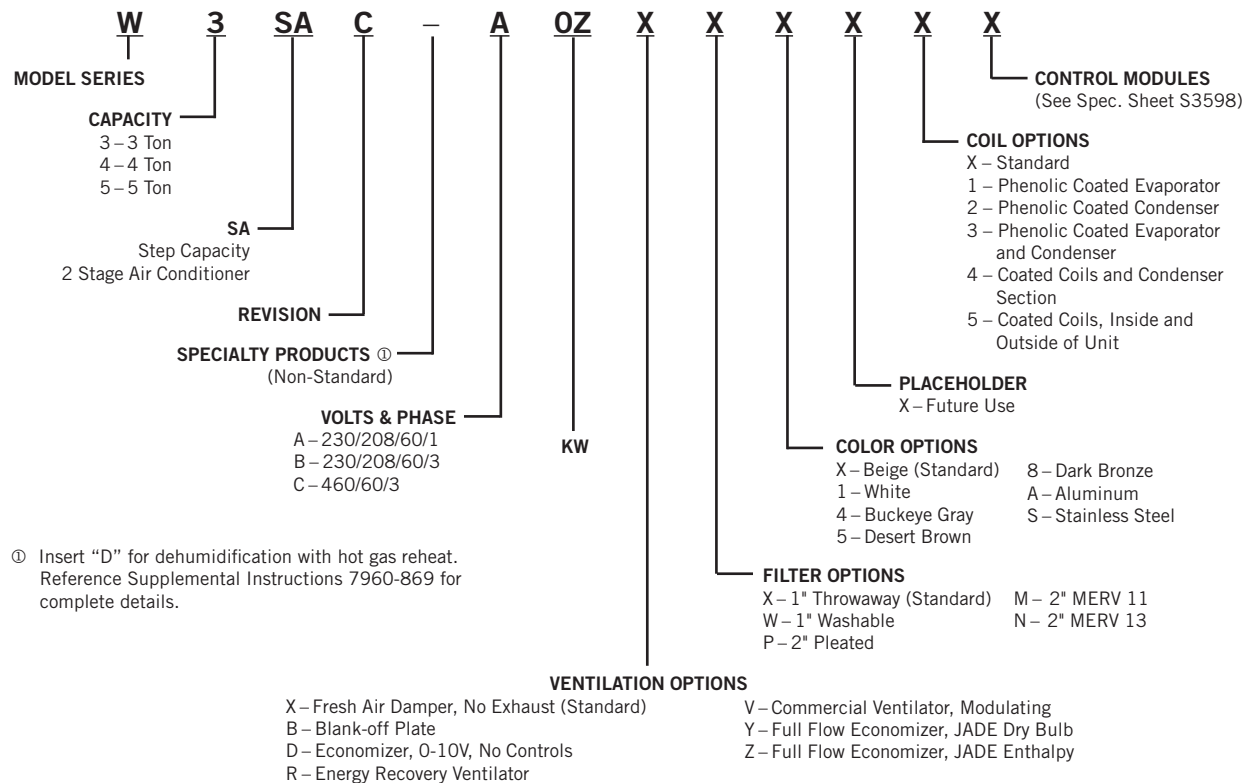 W 3 SA C – A 0Z X X X X X X
MODEL SERIES
CAPACITY
3 – 3 Ton
4 – 4 Ton
5 – 5 Ton
SA
Step Capacity
2 Stage Air Conditioner
REVISION
SPECIALTY PRODUCTS ①
(Non-Standard)
VOLTS & PHASE
A – 230/208/60/1
B – 230/208/60/3
C – 460/60/3
KW
① Insert “D” for dehumidification with hot gas reheat.
Reference Supplemental Instructions 7960-869 for
complete details.
VENTILATION OPTIONS
X – Fresh Air Damper, No Exhaust (Standard)
B – Blank-off Plate
D – Economizer, 0-10V, No Controls
R – Energy Recovery Ventilator
V – Commercial Ventilator, Modulating
Y – Full Flow Economizer, JADE Dry Bulb
Z – Full Flow Economizer, JADE Enthalpy
FILTER OPTIONS
X – 1" Throwaway (Standard)
W – 1" Washable
P – 2" Pleated
M – 2" MERV 11
N – 2" MERV 13
COLOR OPTIONS
X – Beige (Standard)
1 – White
4 – Buckeye Gray
5 – Desert Brown
8 – Dark Bronze
A – Aluminum
S – Stainless Steel
PLACEHOLDER
X – Future Use
COIL OPTIONS
X – Standard
1 – Phenolic Coated Evaporator
2 – Phenolic Coated Condenser
3 – Phenolic Coated Evaporator
and Condenser
4 – Coated Coils and Condenser
Section
5 – Coated Coils, Inside and
Outside of Unit
CONTROL MODULES
(See Spec. Sheet S3598)